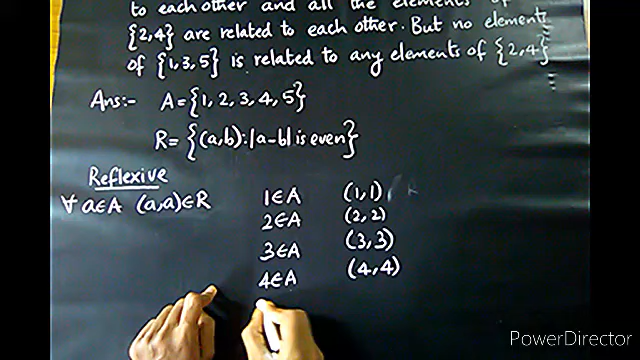 to each other and all the elements of
{2,4} are related to each other. But no element
of {1,3,5} is related to any elements of {2,4}
Ans:- A = {1, 2, 3, 4, 5}
R = {(a,b):|a-b| is even}
Reflexive
∀ a∈A (a,a)∈R
1∈A (1,1)
2∈A (2,2)
3∈A (3,3)
4∈A (4,4)
PowerDirector